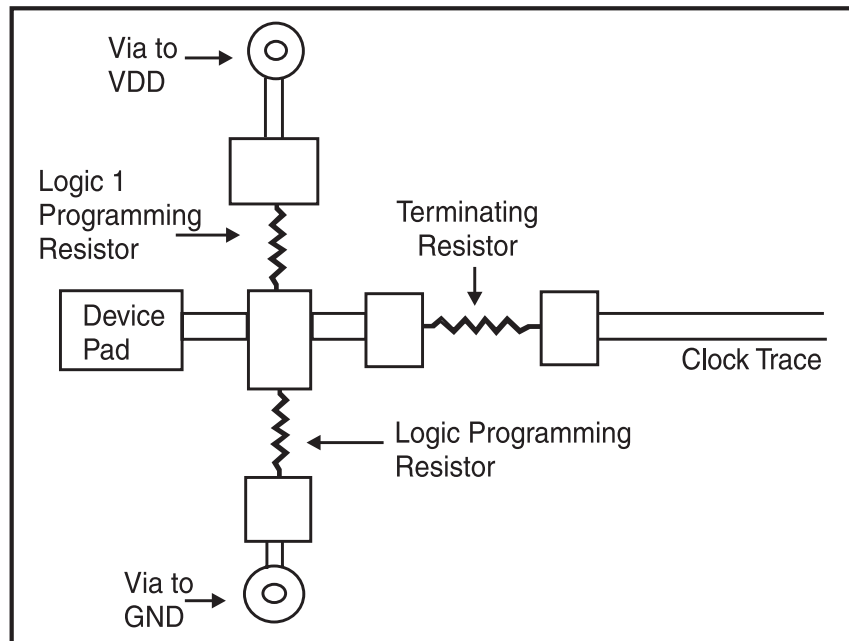 Via to
VDD
Logic 1
Programming
Resistor
Terminating
Resistor
Device
Pad
Clock Trace
Logic Programming
Resistor
Via to
GND